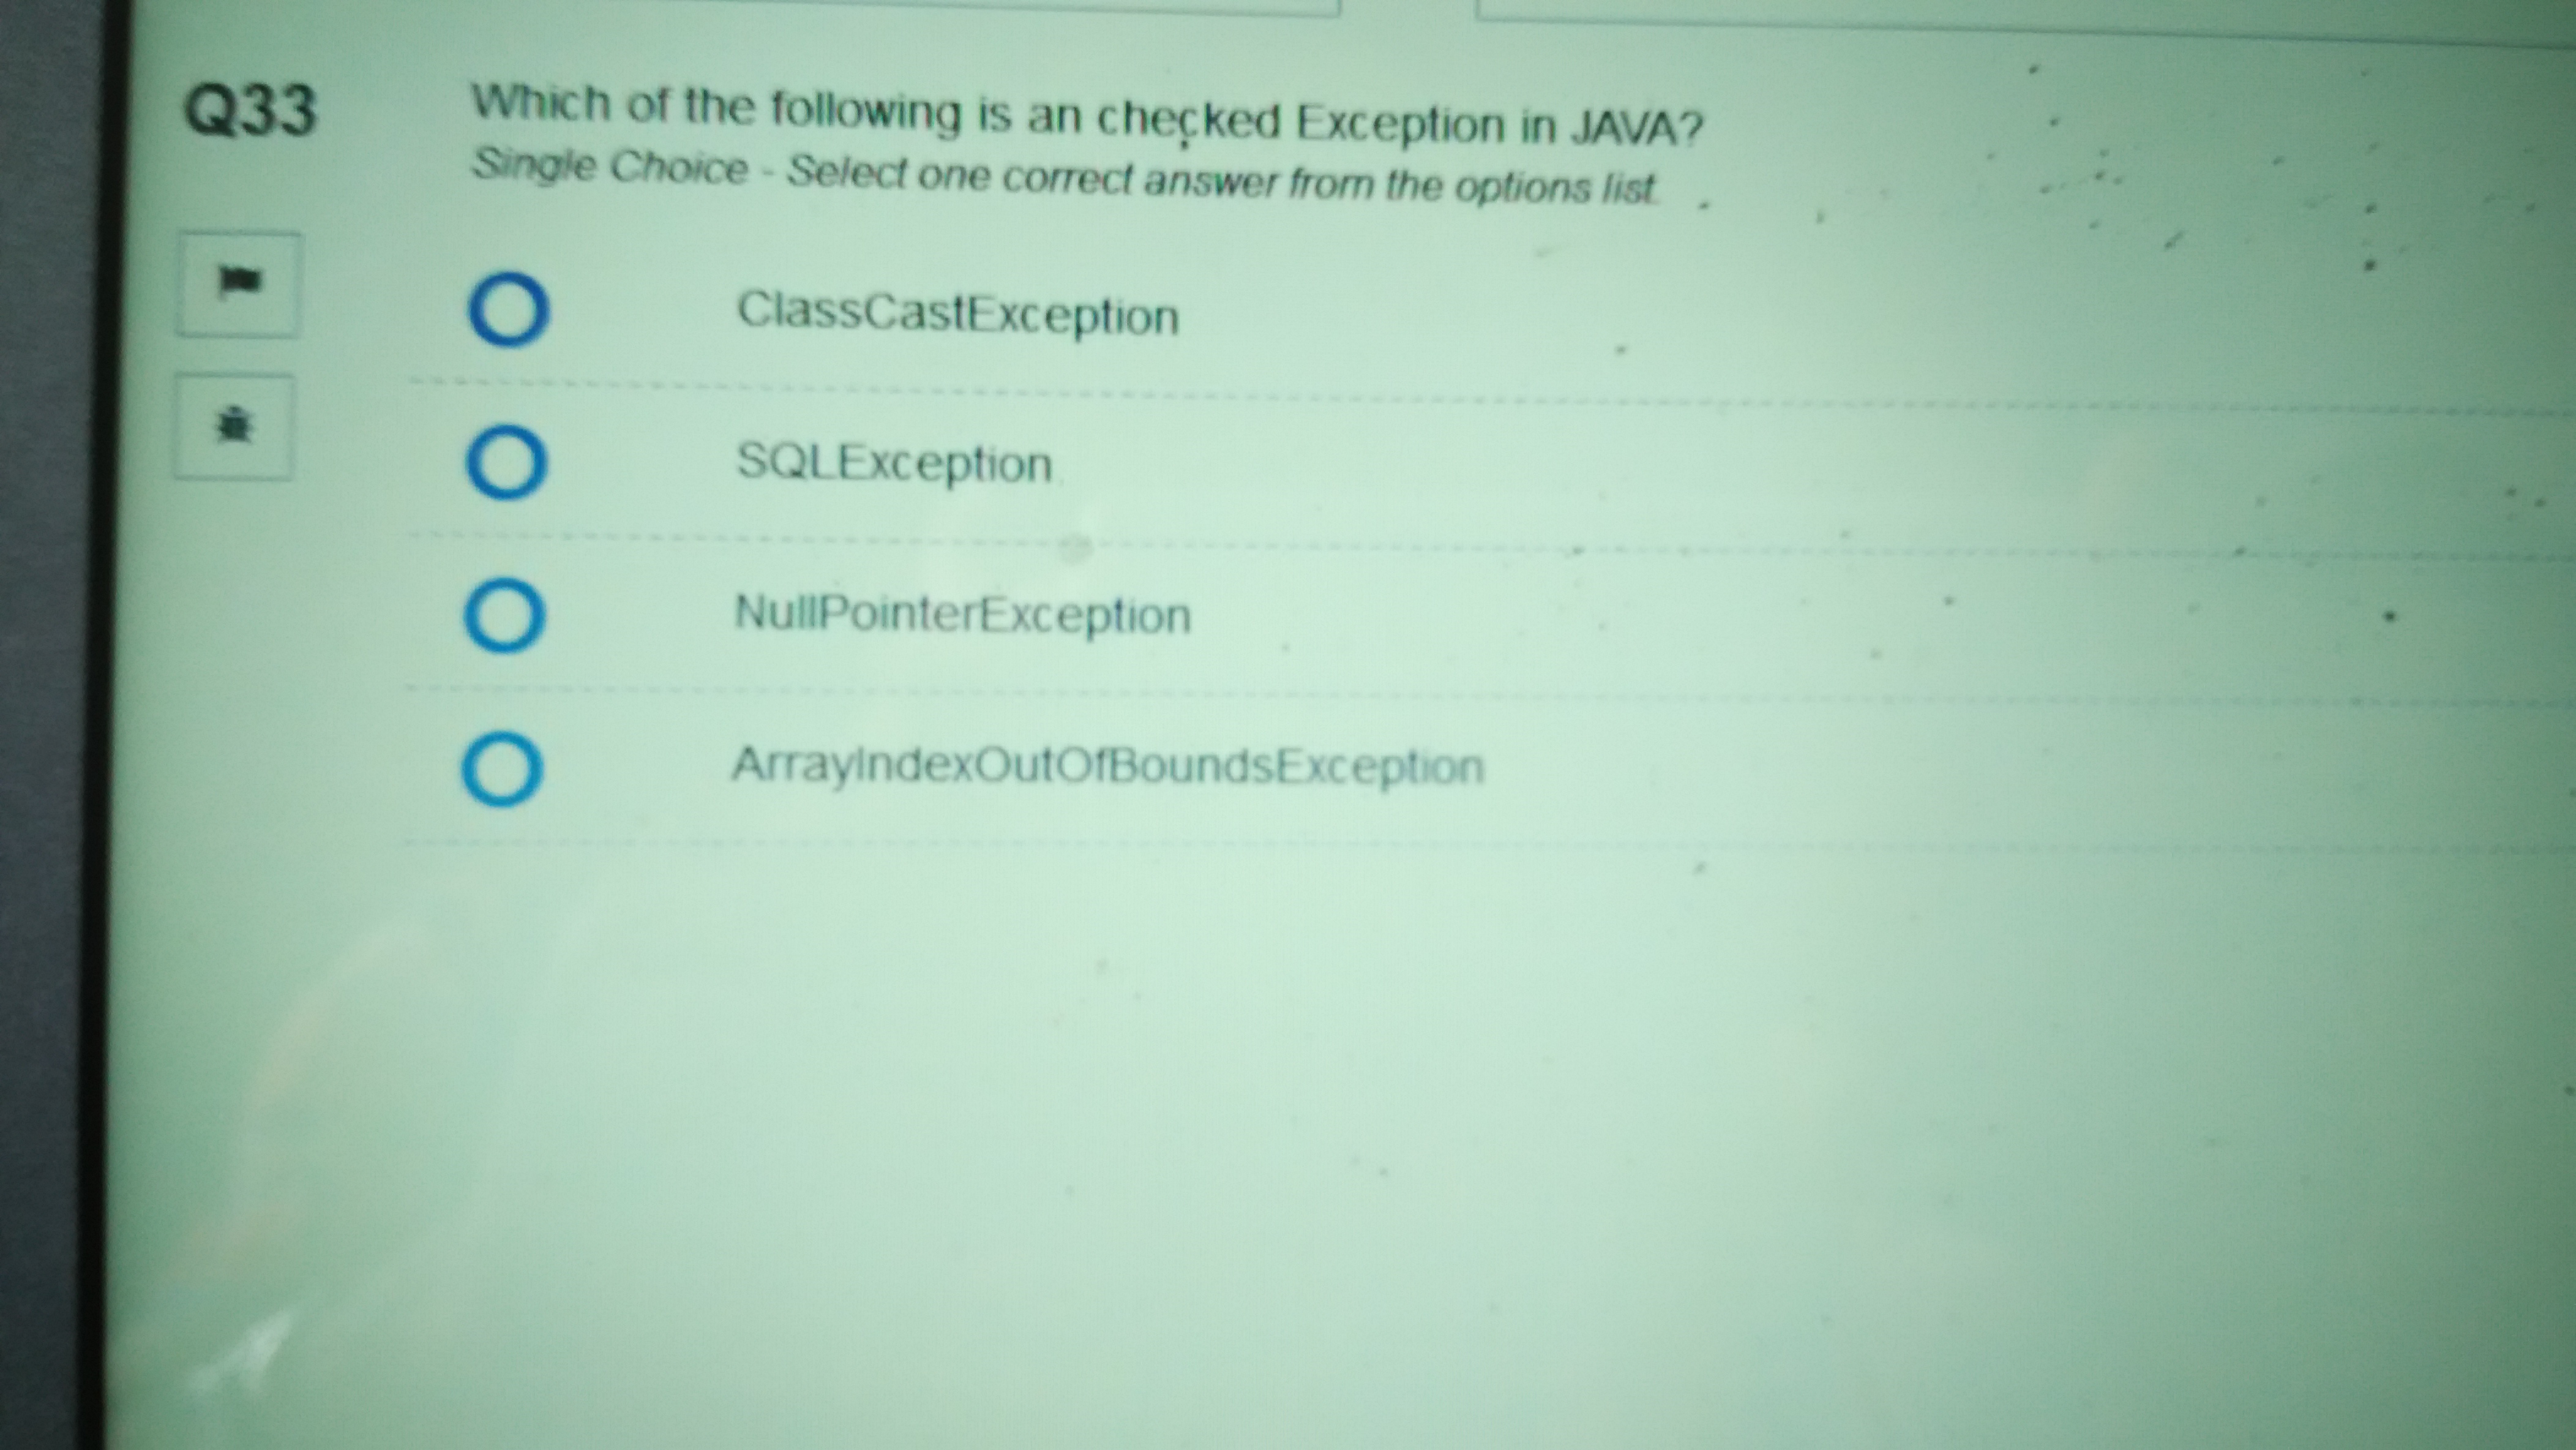 Q33
Which of the following is an checked Exception in JAVA?
Single Choice - Select one correct answer from the options list.
ClassCastException
SQLException
NullPointerException
ArrayIndexOutOfBoundsException